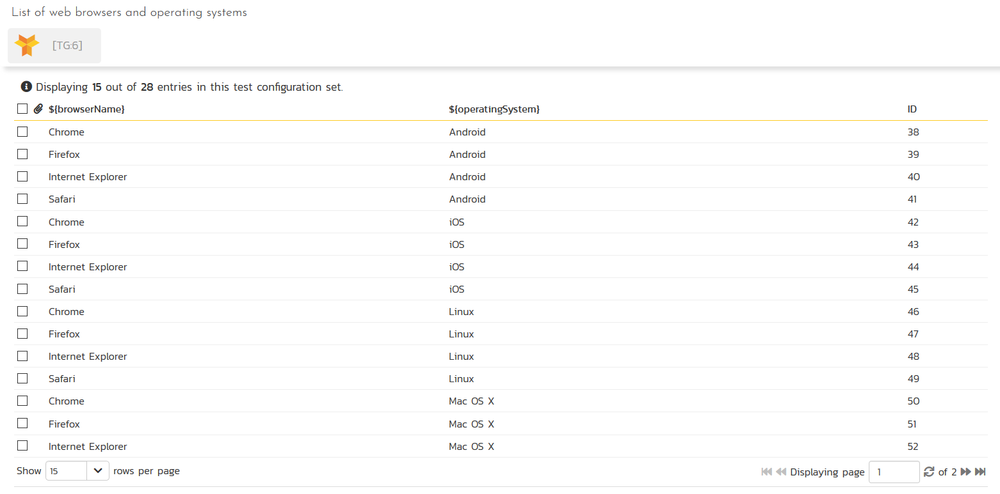 List of web browsers and operating systems
[TG:6]
Displaying 15 out of 28 entries in this test configuration set.
${browserName} ${operatingSystem} ID
Chrome Android 38
Firefox Android 39
Internet Explorer Android 40
Safari Android 41
Chrome iOS 42
Firefox iOS 43
Internet Explorer iOS 44
Safari iOS 45
Chrome Linux 46
Firefox Linux 47
Internet Explorer Linux 48
Safari Linux 49
Chrome Mac OS X 50
Firefox Mac OS X 51
Internet Explorer Mac OS X 52
Show 15 rows per page Displaying page 1 of 2